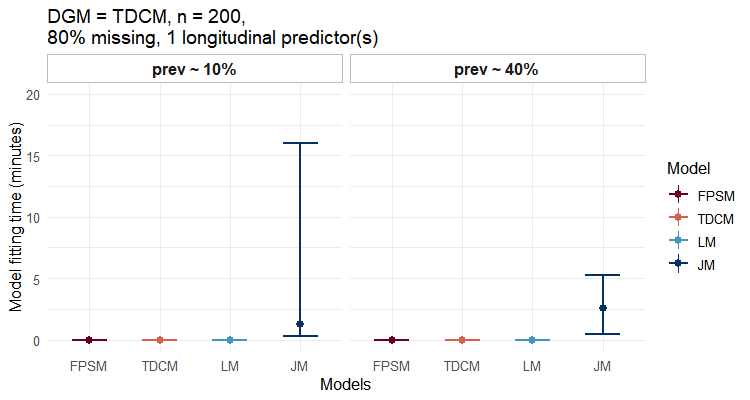 DGM = TDCM, n = 200,
80% missing, 1 longitudinal predictor(s)
prev ~ 10%
prev ~ 40%
Model fitting time (minutes)
20
15
10
5
0
FPSM TDCM LM JM
FPSM TDCM LM JM
Models
Model
FPSM
TDCM
LM
JM